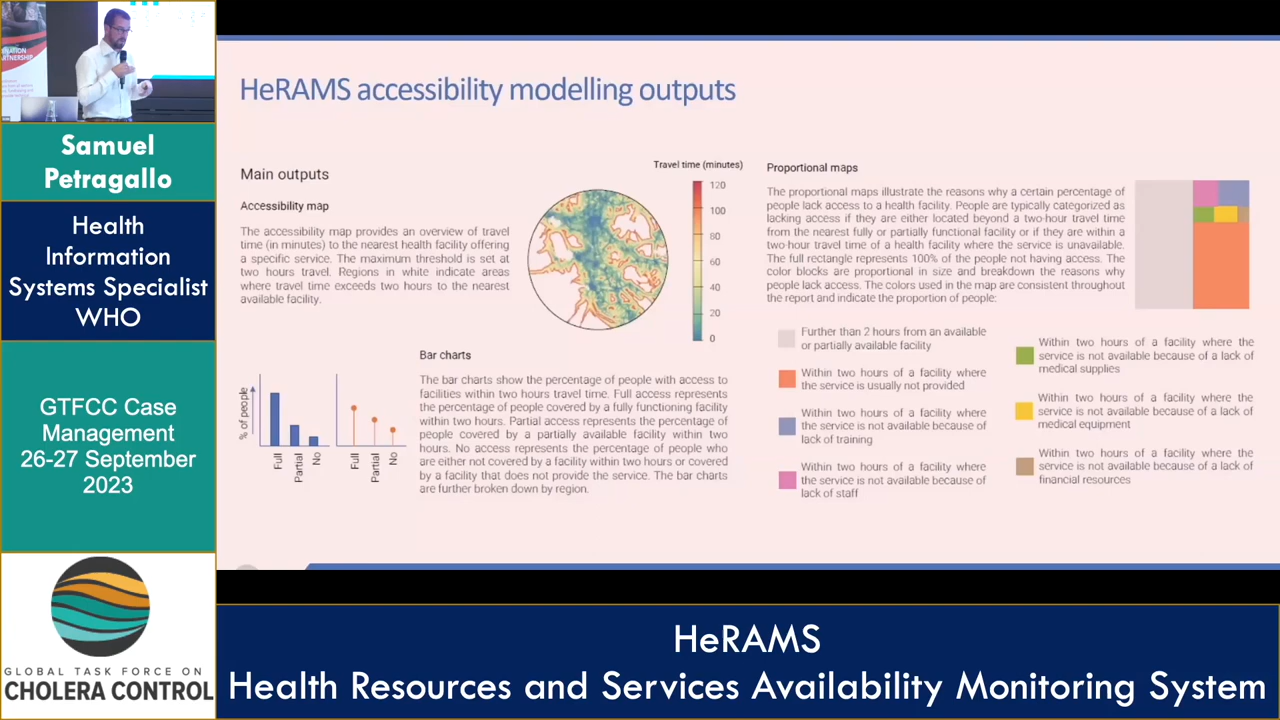 NATION
PARTNERSHIP
Samuel
Petragallo
Health
Information
Systems Specialist
WHO
GTFCC Case
Management
26-27 September
2023
GLOBAL TASK FORCE ON
CHOLERA CONTROL
HeRAMS accessibility modelling outputs
Main outputs
Accessibility map
The accessibility map provides an overview of travel
time (in minutes) to the nearest health facility offering
a specific service. The maximum threshold is set at
two hours travel. Regions in white indicate areas
where travel time exceeds two hours to the nearest
available facility.
Travel time (minutes)
120
100
80
60
40
20
0
Bar charts
The bar charts show the percentage of people with access to
facilities within two hours travel time. Full access represents
the percentage of people covered by a fully functioning facility
within two hours. Partial access represents the percentage of
people covered by a partially available facility within two
hours. No access represents the percentage of people who
are either not covered by a facility within two hours or covered
by a facility that does not provide the service. The bar charts
are further broken down by region.
% of people
Full
Partial
No
Full
Partial
No
Proportional maps
The proportional maps illustrate the reasons why a certain percentage of
people lack access to a health facility. People are typically categorized as
lacking access if they are either located beyond a two-hour travel time
from the nearest fully or partially functional facility or if they are within a
two-hour travel time of a health facility where the service is unavailable.
The full rectangle represents 100% of the people not having access. The
color blocks are proportional in size and breakdown the reasons why
people lack access. The colors used in the map are consistent throughout
the report and indicate the proportion of people:
Further than 2 hours from an available
or partially available facility
Within two hours of a facility where
the service is usually not provided
Within two hours of a facility where
the service is not available because of
lack of training
Within two hours of a facility where
the service is not available because of
lack of staff
Within two hours of a facility where the
service is not available because of a lack of
medical supplies
Within two hours of a facility where the
service is not available because of a lack of
medical equipment
Within two hours of a facility where the
service is not available because of a lack of
financial resources
HeRAMS
Health Resources and Services Availability Monitoring System